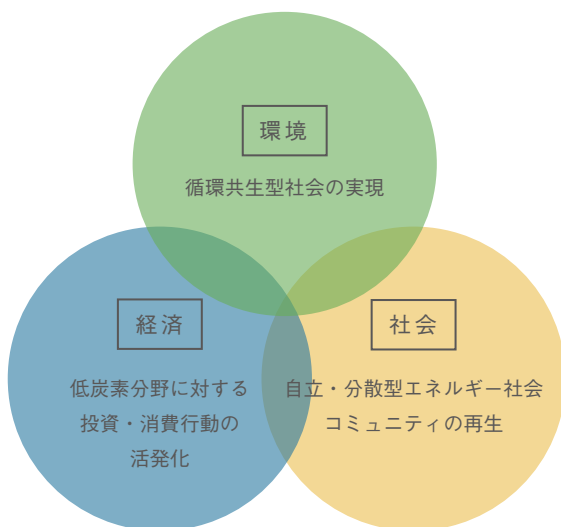 環境
循環共生型社会の実現
経済
低炭素分野に対する
投資・消費行動の
活発化
社会
自立・分散型エネルギー社会
コミュニティの再生